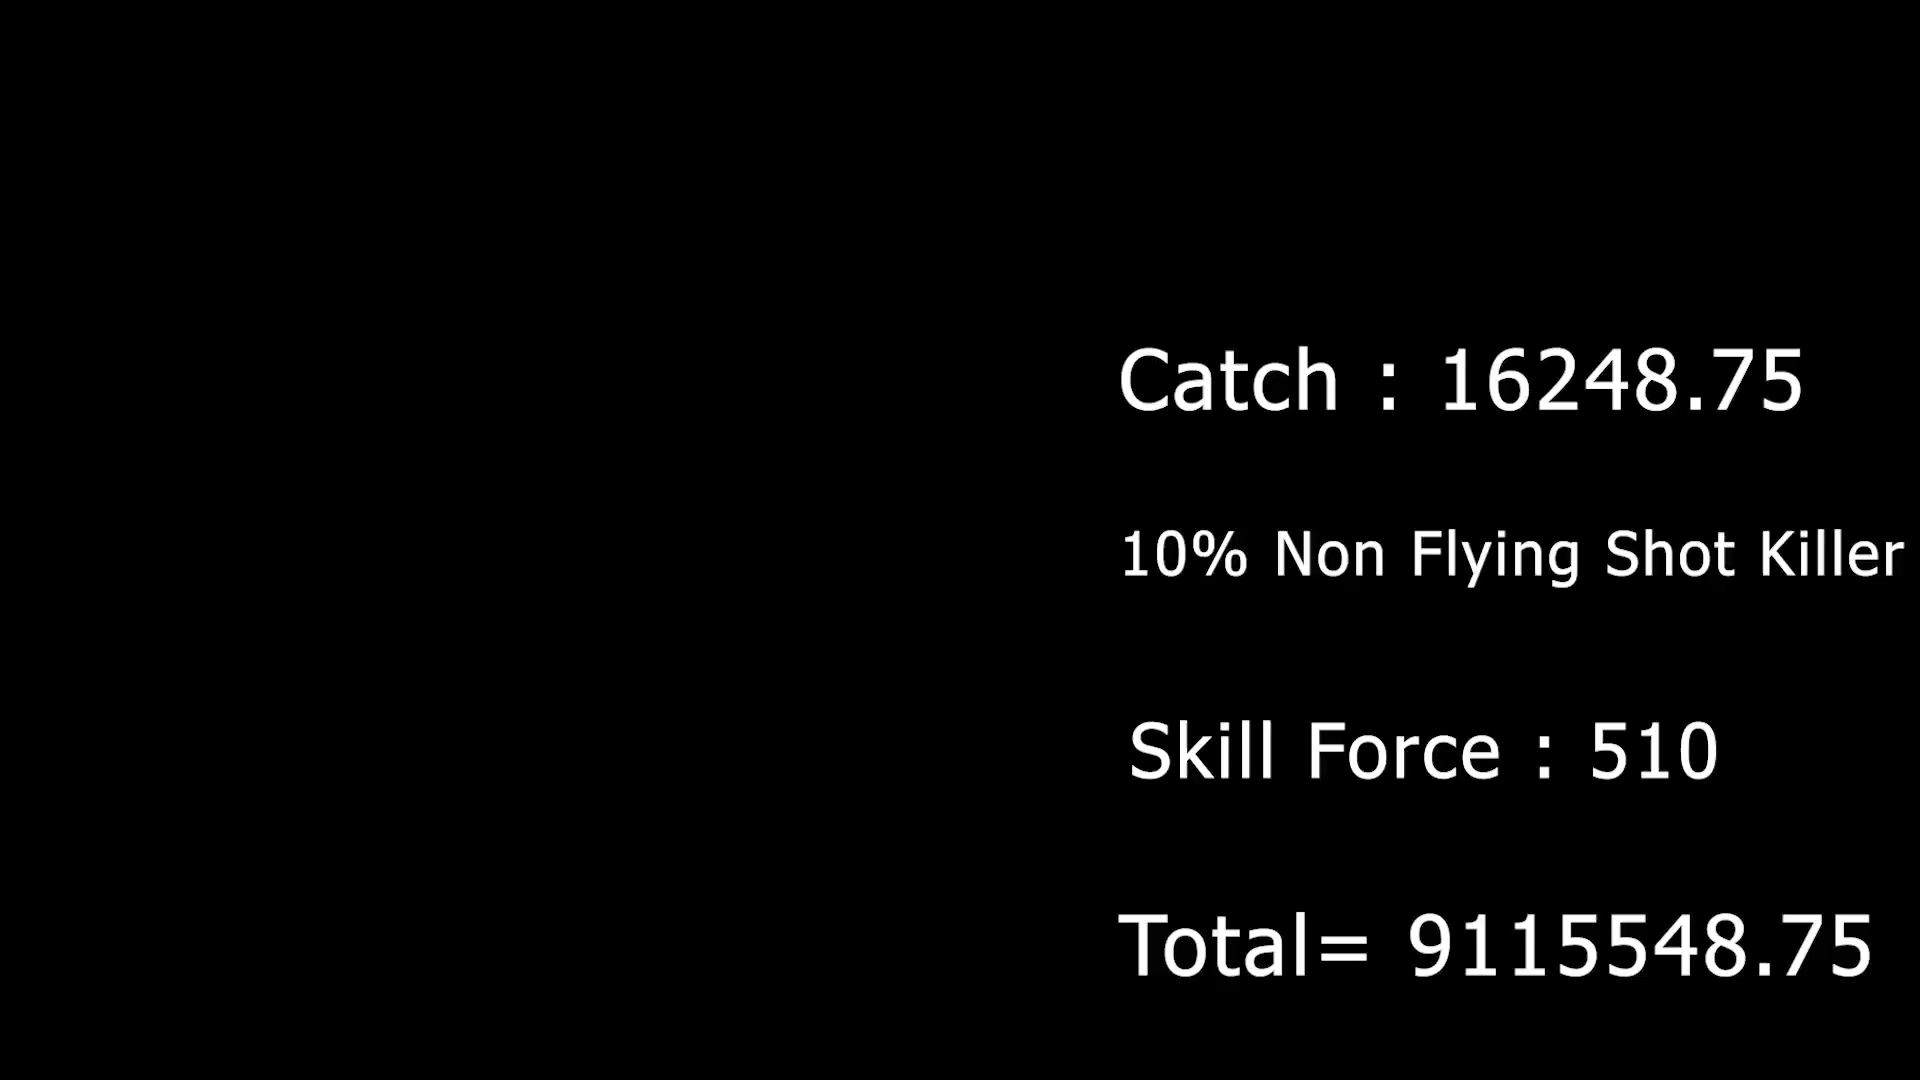 Catch : 16248.75
10% Non Flying Shot Killer
Skill Force : 510
Total= 9115548.75